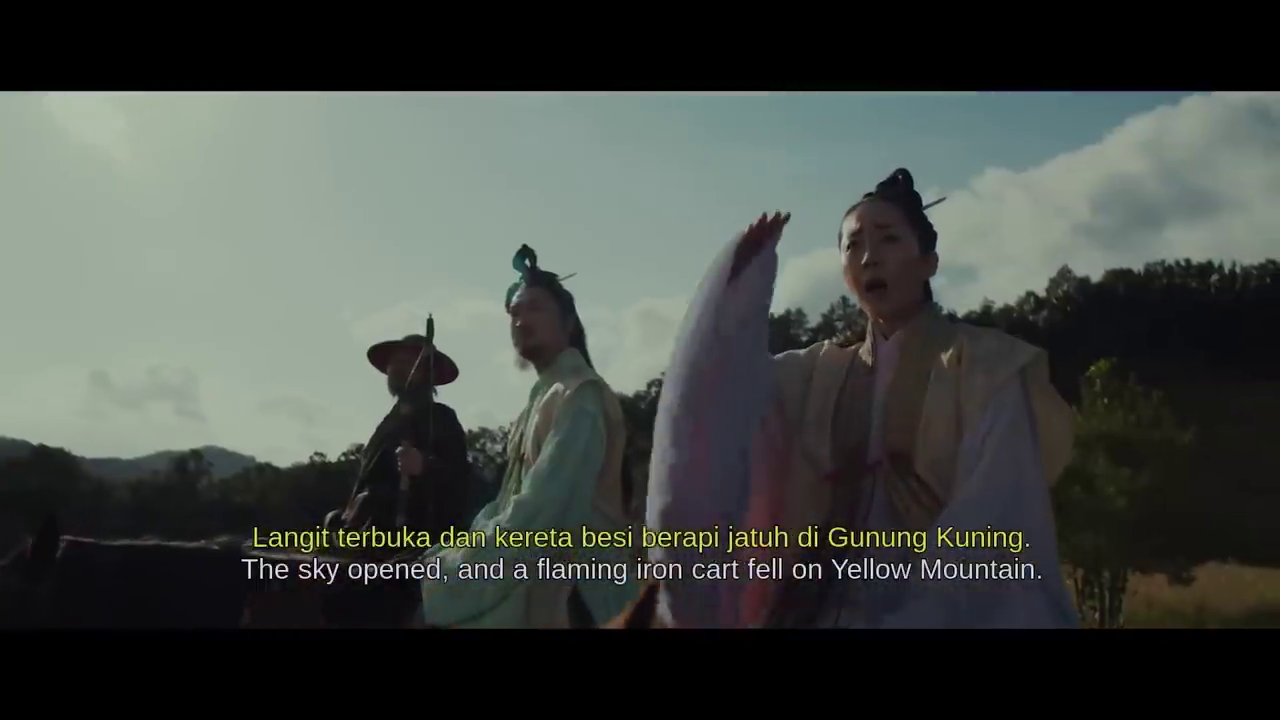 Langit terbuka dan kereta besi berapi jatuh di Gunung Kuning.
The sky opened, and a flaming iron cart fell on Yellow Mountain.